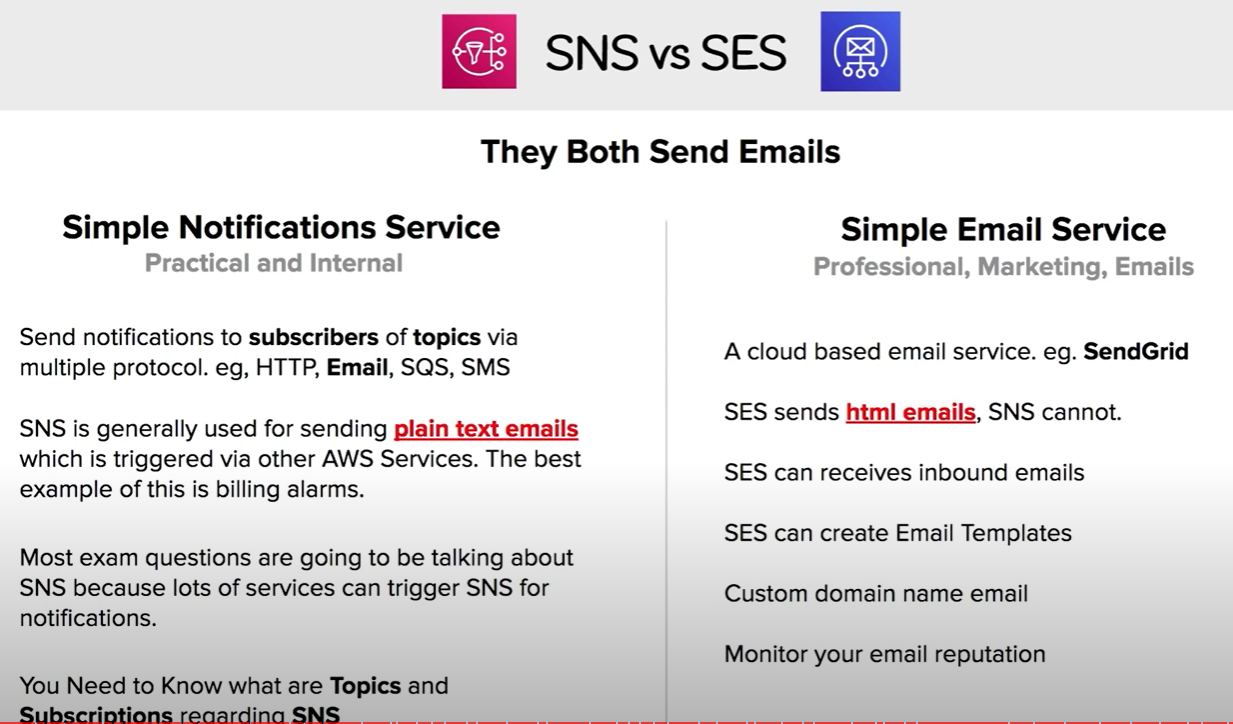 SNS vs SES
They Both Send Emails
Simple Notifications Service
Practical and Internal
Send notifications to subscribers of topics via
multiple protocol. eg, HTTP, Email, SQS, SMS
SNS is generally used for sending plain text emails
which is triggered via other AWS Services. The best
example of this is billing alarms.
Most exam questions are going to be talking about
SNS because lots of services can trigger SNS for
notifications.
You Need to Know what are Topics and
Subscriptions regarding SNS
Simple Email Service
Professional, Marketing, Emails
A cloud based email service. eg. SendGrid
SES sends html emails, SNS cannot.
SES can receives inbound emails
SES can create Email Templates
Custom domain name email
Monitor your email reputation